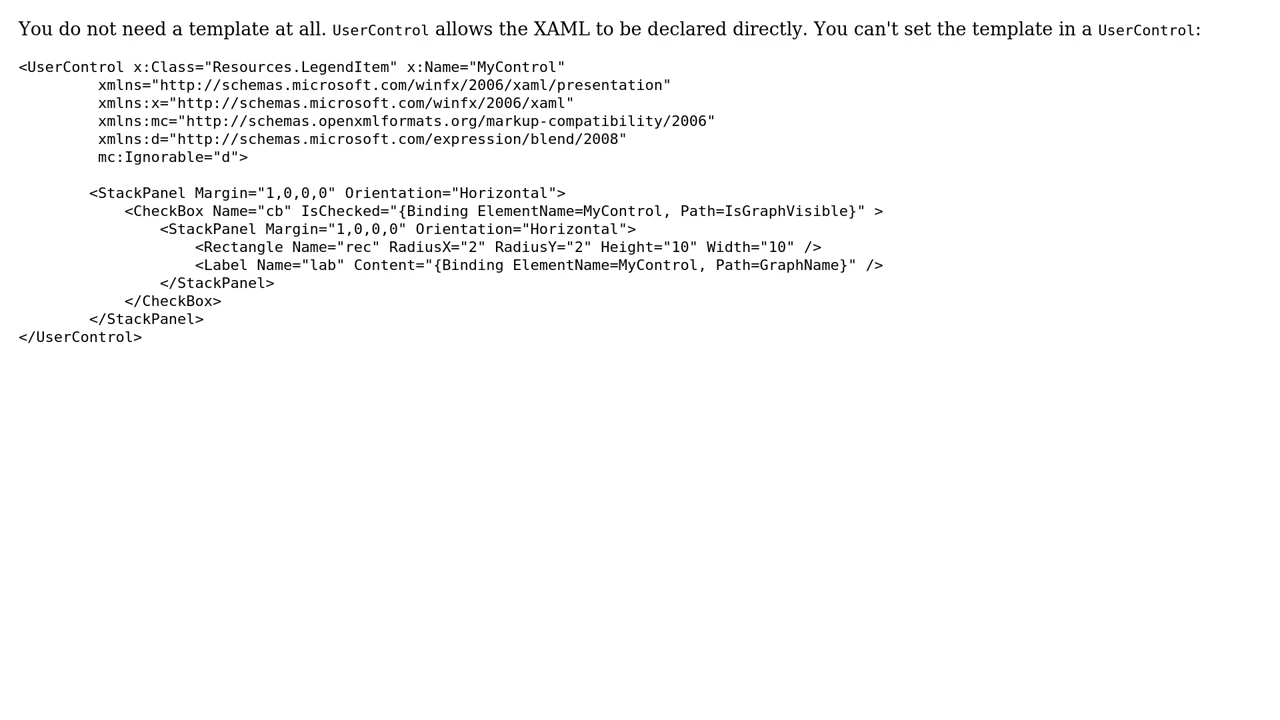 You do not need a template at all. UserControl allows the XAML to be declared directly. You can't set the template in a UserControl:
<UserControl x:Class="Resources.LegendItem" x:Name="MyControl"
         xmlns="http://schemas.microsoft.com/winfx/2006/xaml/presentation"
         xmlns:x="http://schemas.microsoft.com/winfx/2006/xaml"
         xmlns:mc="http://schemas.openxmlformats.org/markup-compatibility/2006"
         xmlns:d="http://schemas.microsoft.com/expression/blend/2008"
         mc:Ignorable="d">

        <StackPanel Margin="1,0,0,0" Orientation="Horizontal">
            <CheckBox Name="cb" IsChecked="{Binding ElementName=MyControl, Path=IsGraphVisible}" >
                <StackPanel Margin="1,0,0,0" Orientation="Horizontal">
                    <Rectangle Name="rec" RadiusX="2" RadiusY="2" Height="10" Width="10" />
                    <Label Name="lab" Content="{Binding ElementName=MyControl, Path=GraphName}" />
                </StackPanel>
            </CheckBox>
        </StackPanel>
</UserControl>